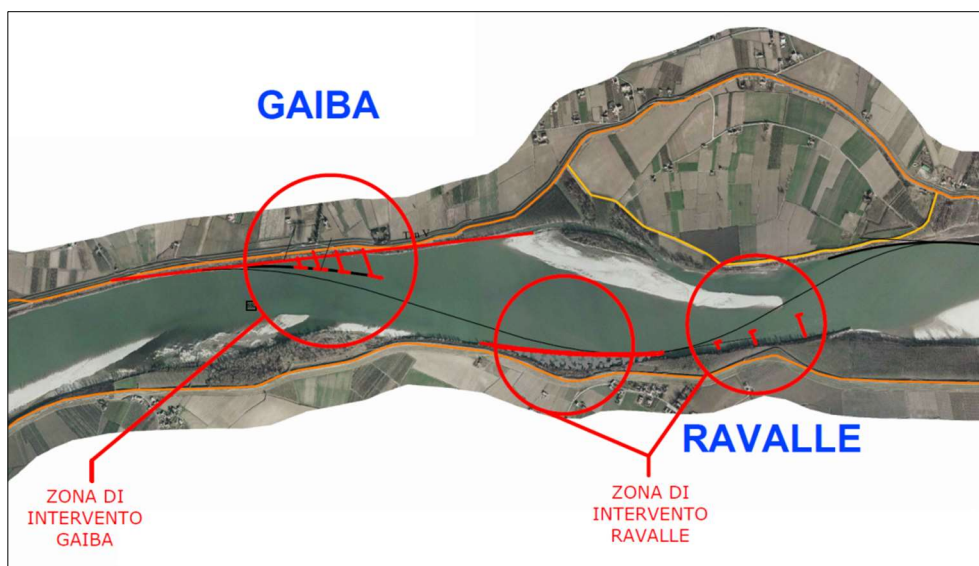 GAIBA
RAVALLE
ZONA DI
INTERVENTO
GAIBA
ZONA DI
INTERVENTO
RAVALLE